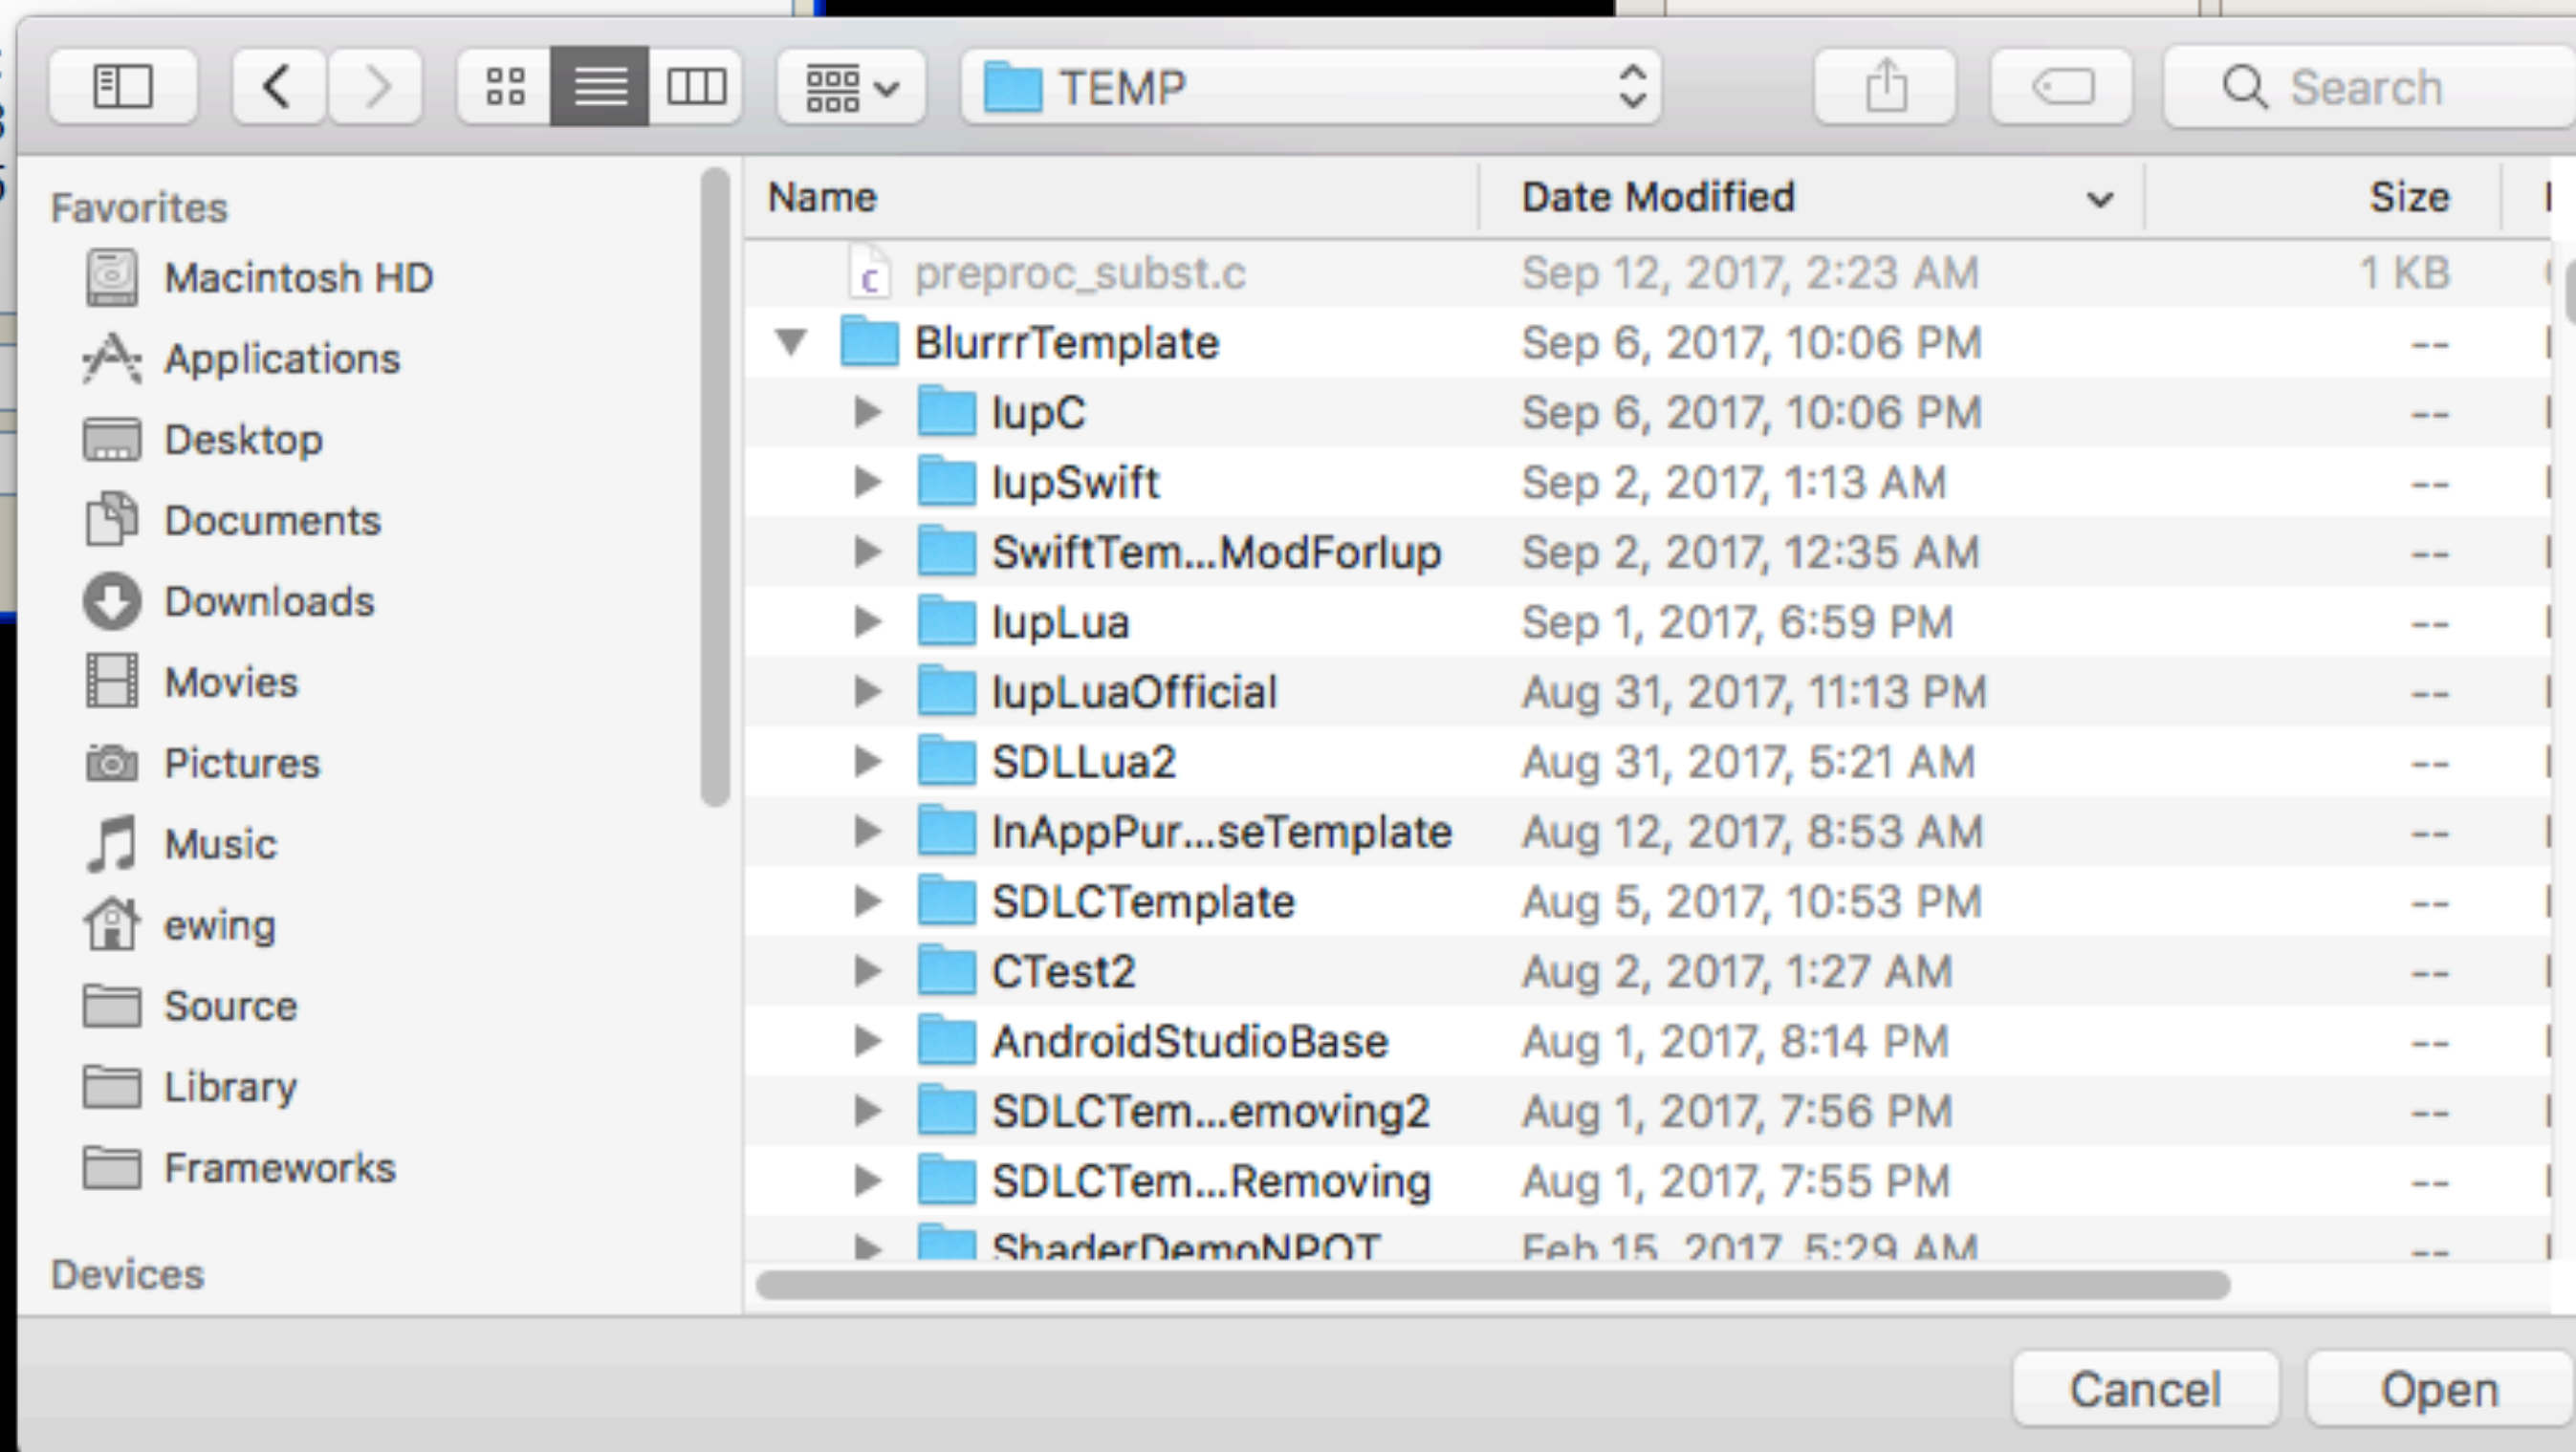 TEMP
Search
Favorites
Macintosh HD
Applications
Desktop
Documents
Downloads
Movies
Pictures
Music
ewing
Source
Library
Frameworks
Devices
Name Date Modified Size
preproc_subst.c Sep 12, 2017, 2:23 AM 1 KB
BlurrrTemplate Sep 6, 2017, 10:06 PM --
IupC Sep 6, 2017, 10:06 PM --
IupSwift Sep 2, 2017, 1:13 AM --
SwiftTem...ModForIup Sep 2, 2017, 12:35 AM --
IupLua Sep 1, 2017, 6:59 PM --
IupLuaOfficial Aug 31, 2017, 11:13 PM --
SDLLua2 Aug 31, 2017, 5:21 AM --
InAppPur...seTemplate Aug 12, 2017, 8:53 AM --
SDLCTemplate Aug 5, 2017, 10:53 PM --
CTest2 Aug 2, 2017, 1:27 AM --
AndroidStudioBase Aug 1, 2017, 8:14 PM --
SDLCTem...emoving2 Aug 1, 2017, 7:56 PM --
SDLCTem...Removing Aug 1, 2017, 7:55 PM --
ShaderDemoNPOT Feb 15, 2017, 5:29 AM --
Cancel Open